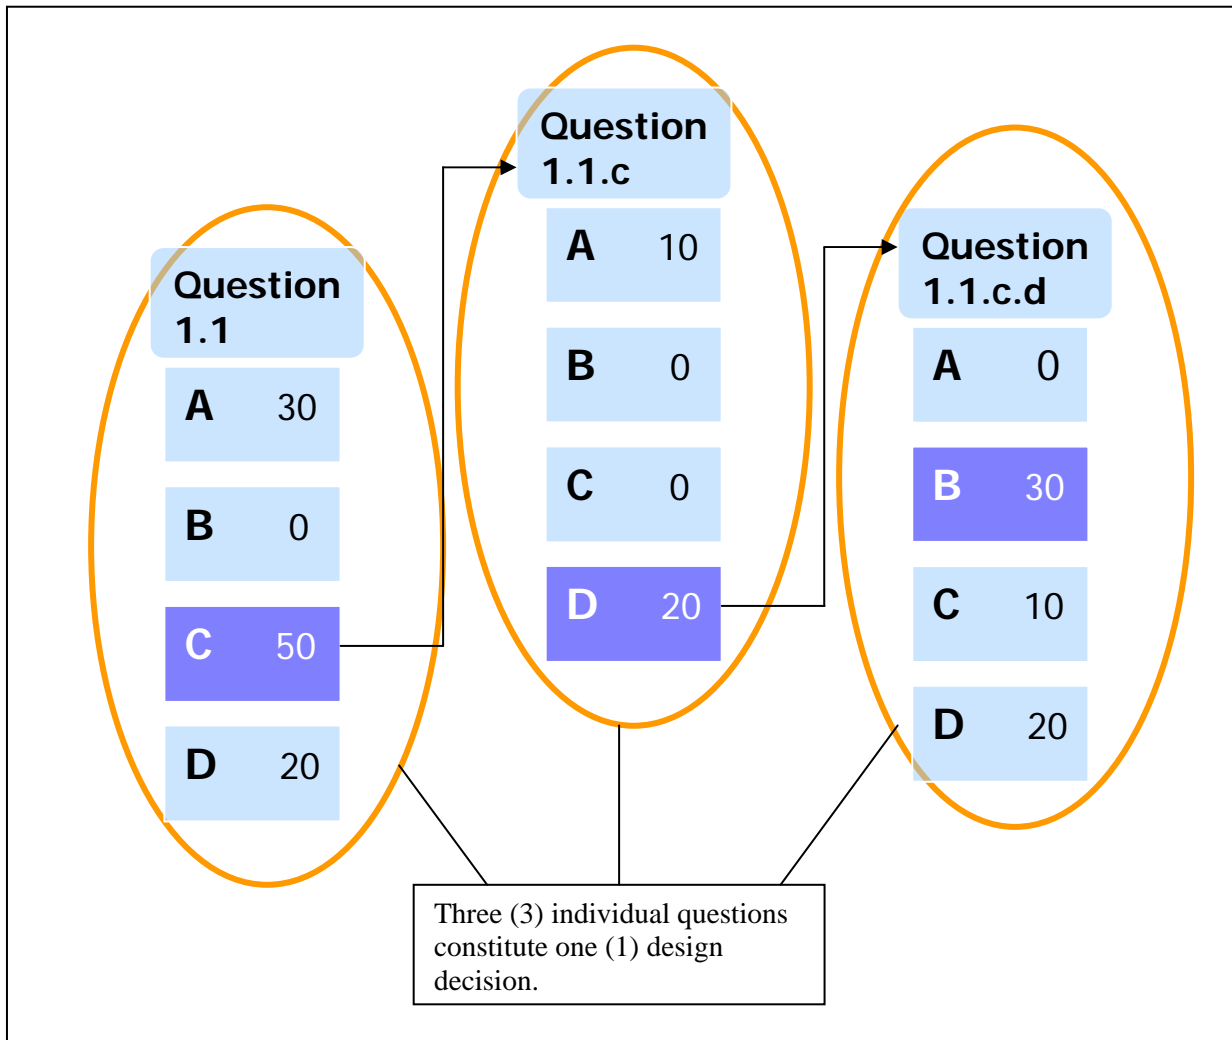 Question
1.1
A 30
B 0
C 50
D 20
Question
1.1.c
A 10
B 0
C 0
D 20
Question
1.1.c.d
A 0
B 30
C 10
D 20
Three (3) individual questions
constitute one (1) design
decision.